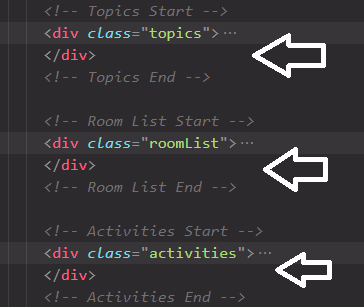 <!-- Topics Start -->
<div class="topics">...
</div>
<!-- Topics End -->
<!-- Room List Start -->
<div class="roomList">...
</div>
<!-- Room List End -->
<!-- Activities Start -->
<div class="activities">...
</div>
<!-- Activities End -->